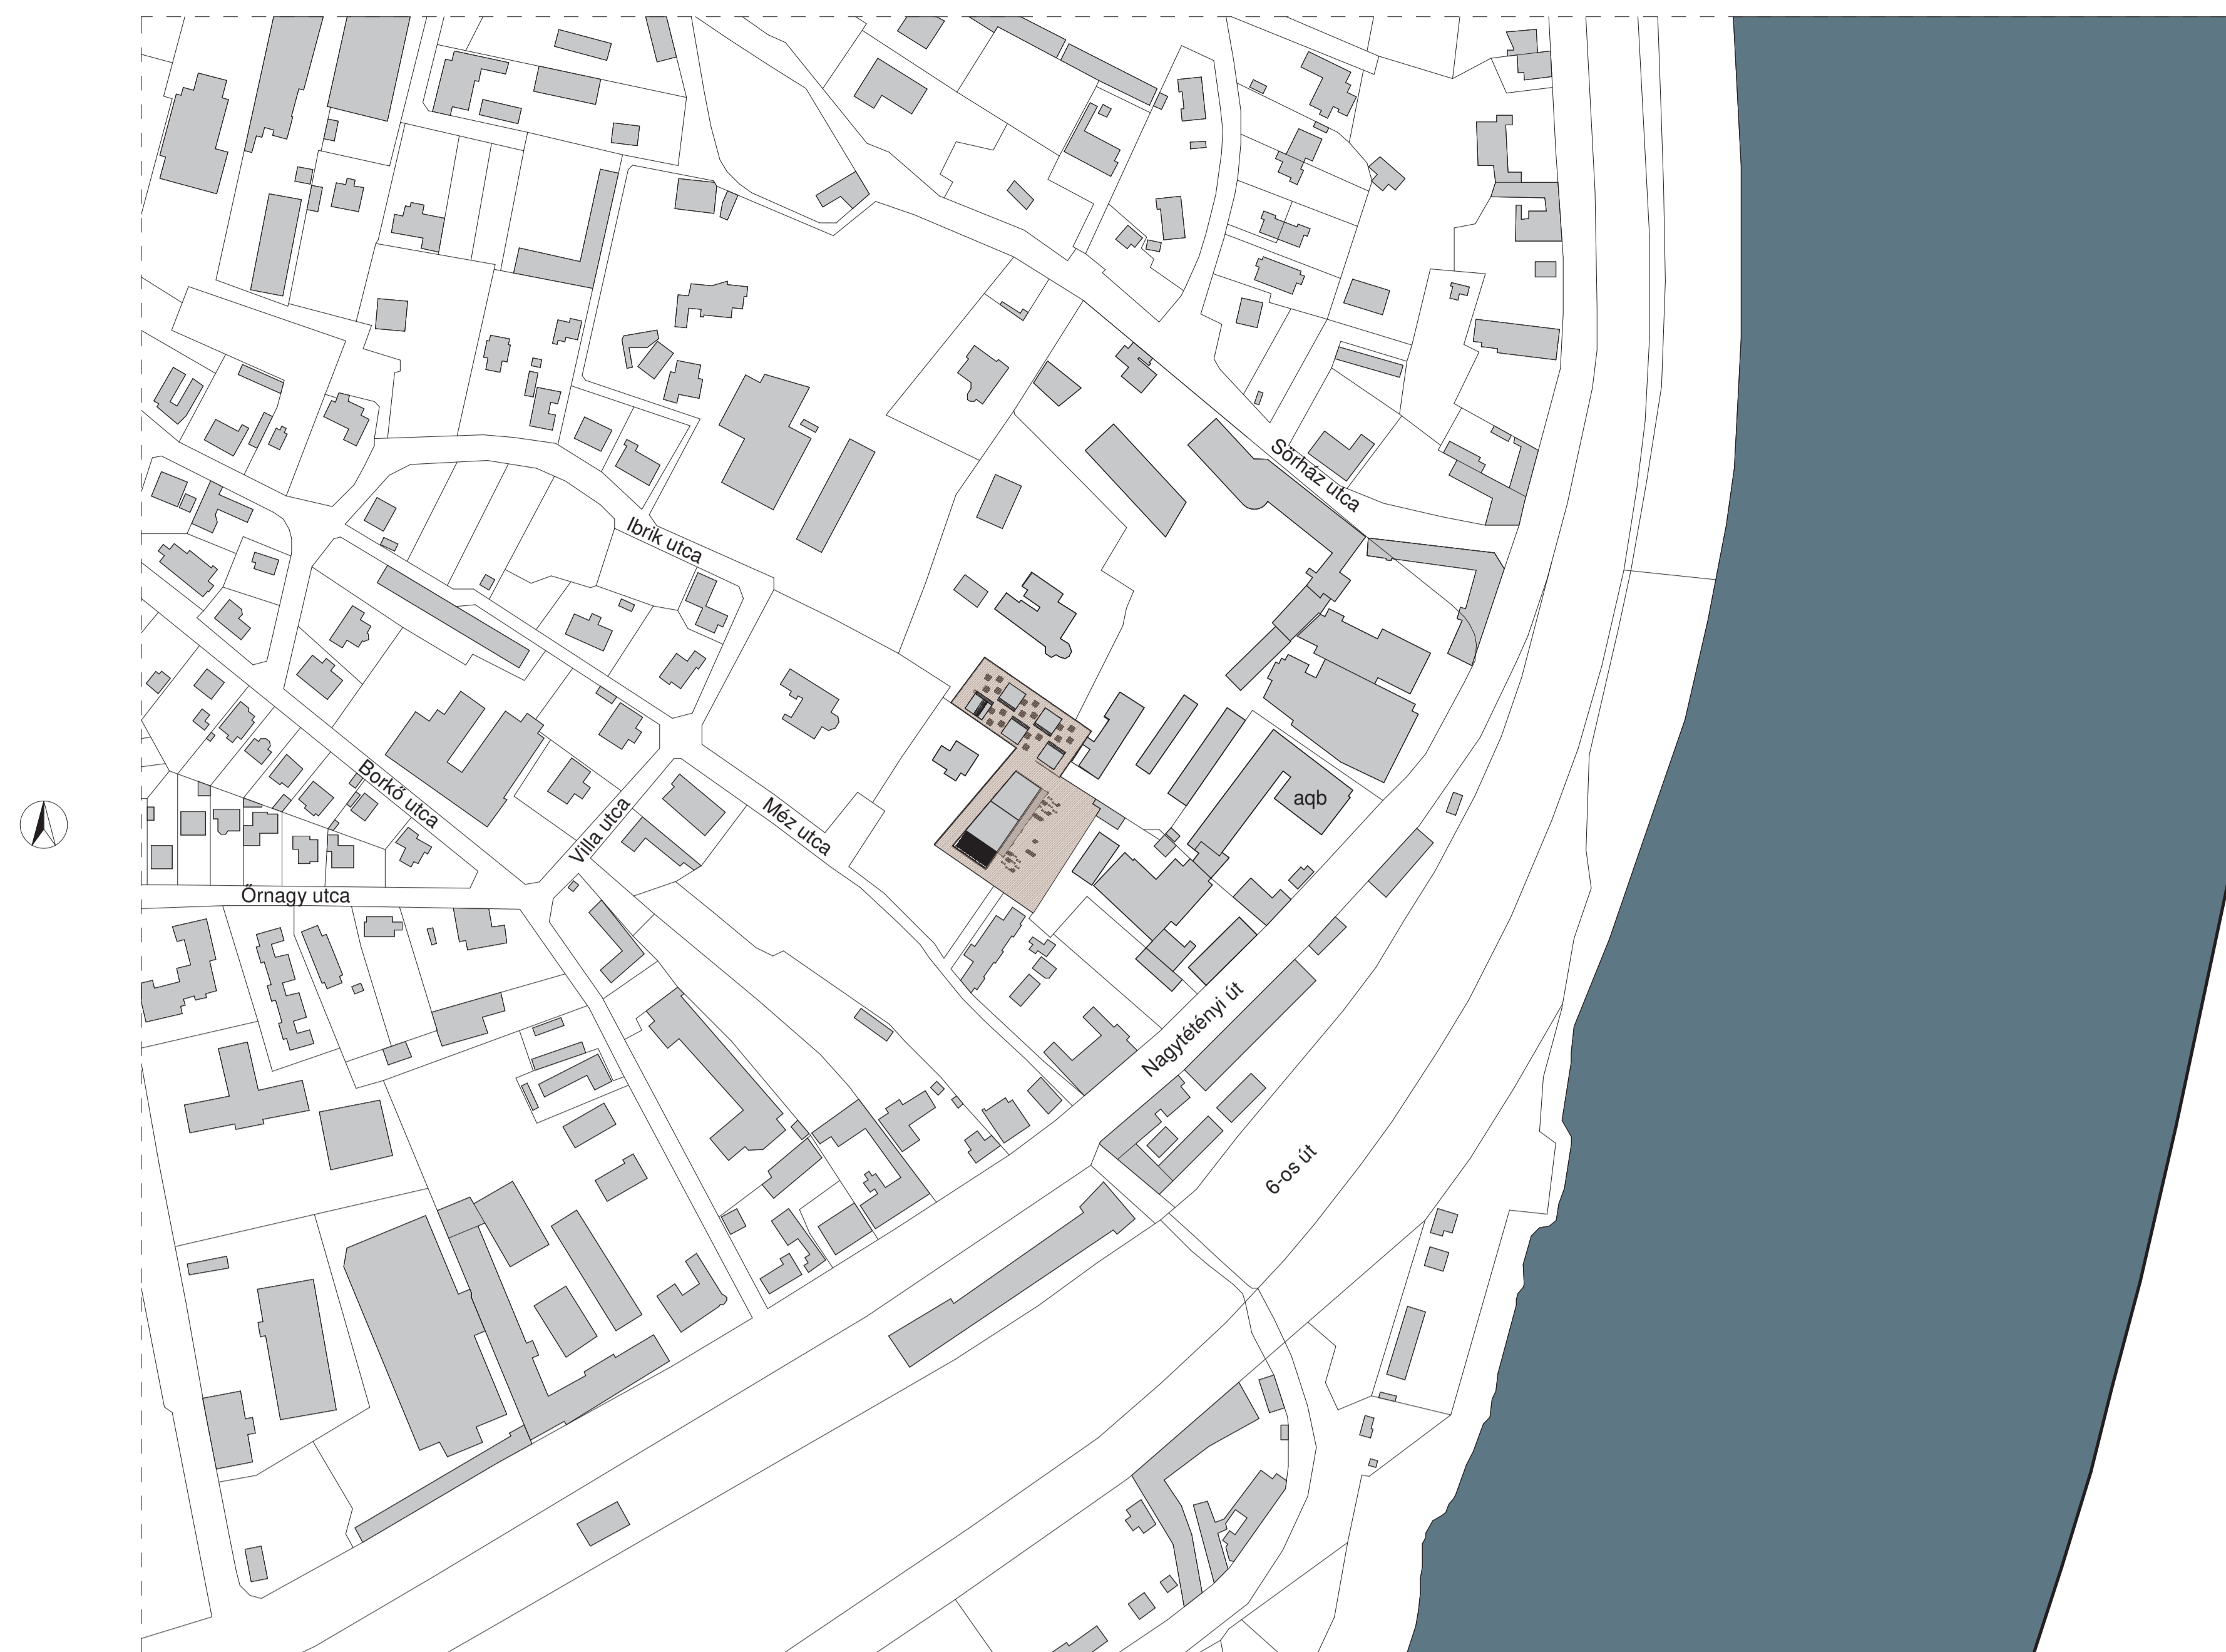 Sörház utca
Ibrik utca
Borkő utca
aqb
Villa utca
Méz utca
Őrnagy utca
Nagytétényi út
6-os út